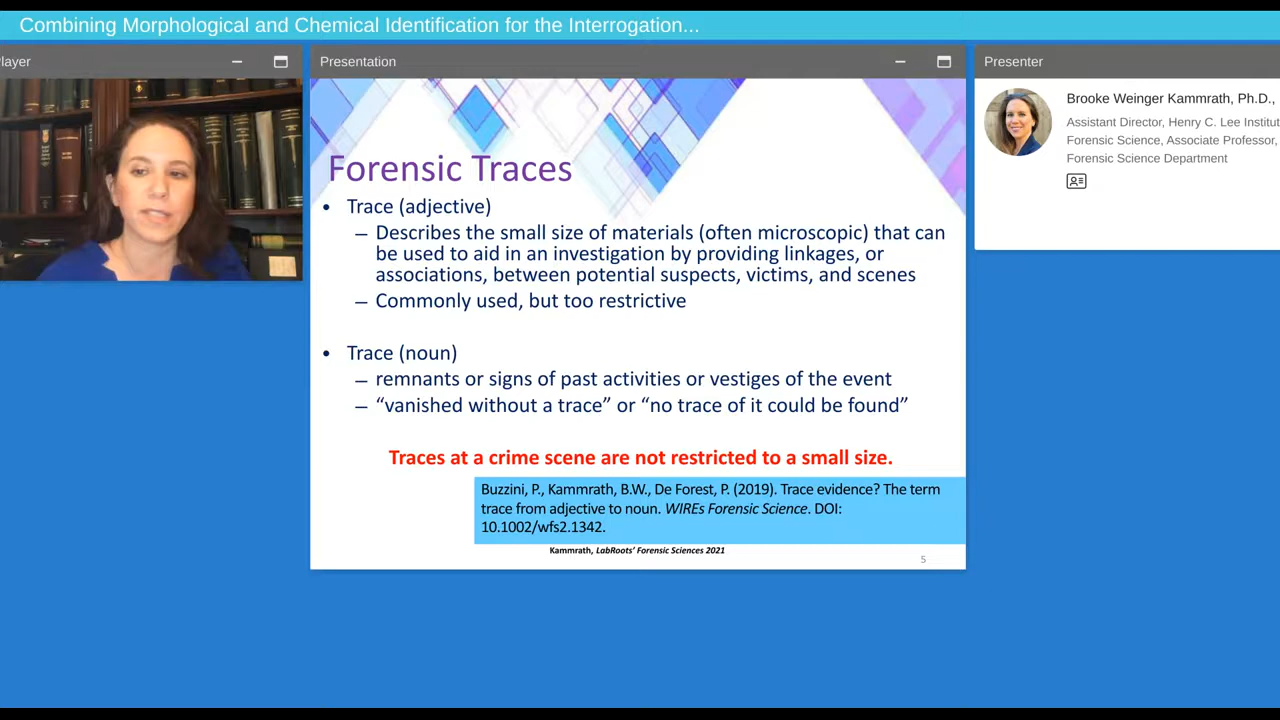 Combining Morphological and Chemical Identification for the Interrogation...
layer
Presentation
Presenter
Brooke Weinger Kammrath, Ph.D.,
Assistant Director, Henry C. Lee Institut
Forensic Science, Associate Professor,
Forensic Science Department
Forensic Traces
• Trace (adjective)
– Describes the small size of materials (often microscopic) that can
be used to aid in an investigation by providing linkages, or
associations, between potential suspects, victims, and scenes
– Commonly used, but too restrictive
• Trace (noun)
– remnants or signs of past activities or vestiges of the event
– “vanished without a trace” or “no trace of it could be found”
Traces at a crime scene are not restricted to a small size.
Buzzini, P., Kammrath, B.W., De Forest, P. (2019). Trace evidence? The term
trace from adjective to noun. WIREs Forensic Science. DOI:
10.1002/wfs2.1342.
Kammrath, LabRoots’ Forensic Sciences 2021
5